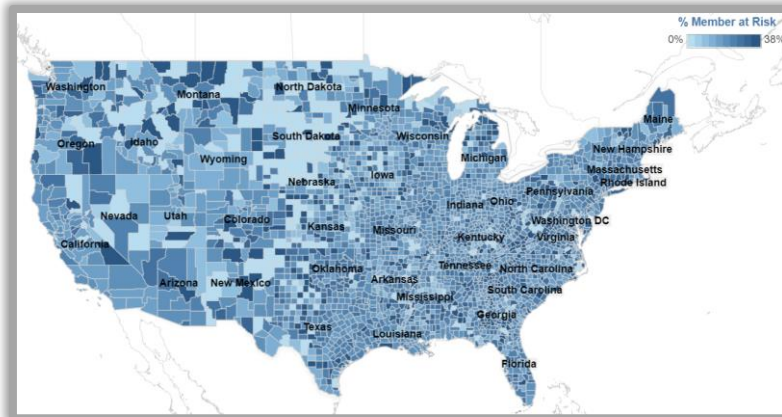 % Member at Risk
0% 38%
Washington
Montana
North Dakota
Minnesota
Maine
Oregon
Idaho
South Dakota
Wisconsin
Michigan
New Hampshire
Wyoming
Massachusetts
Nebraska
Iowa
Pennsylvania
Rhode Island
Nevada
Utah
Colorado
Kansas
Missouri
Indiana
Ohio
Washington DC
California
Kentucky
Virginia
Arizona
New Mexico
Oklahoma
Arkansas
Tennessee
North Carolina
Mississippi
South Carolina
Texas
Louisiana
Georgia
Florida